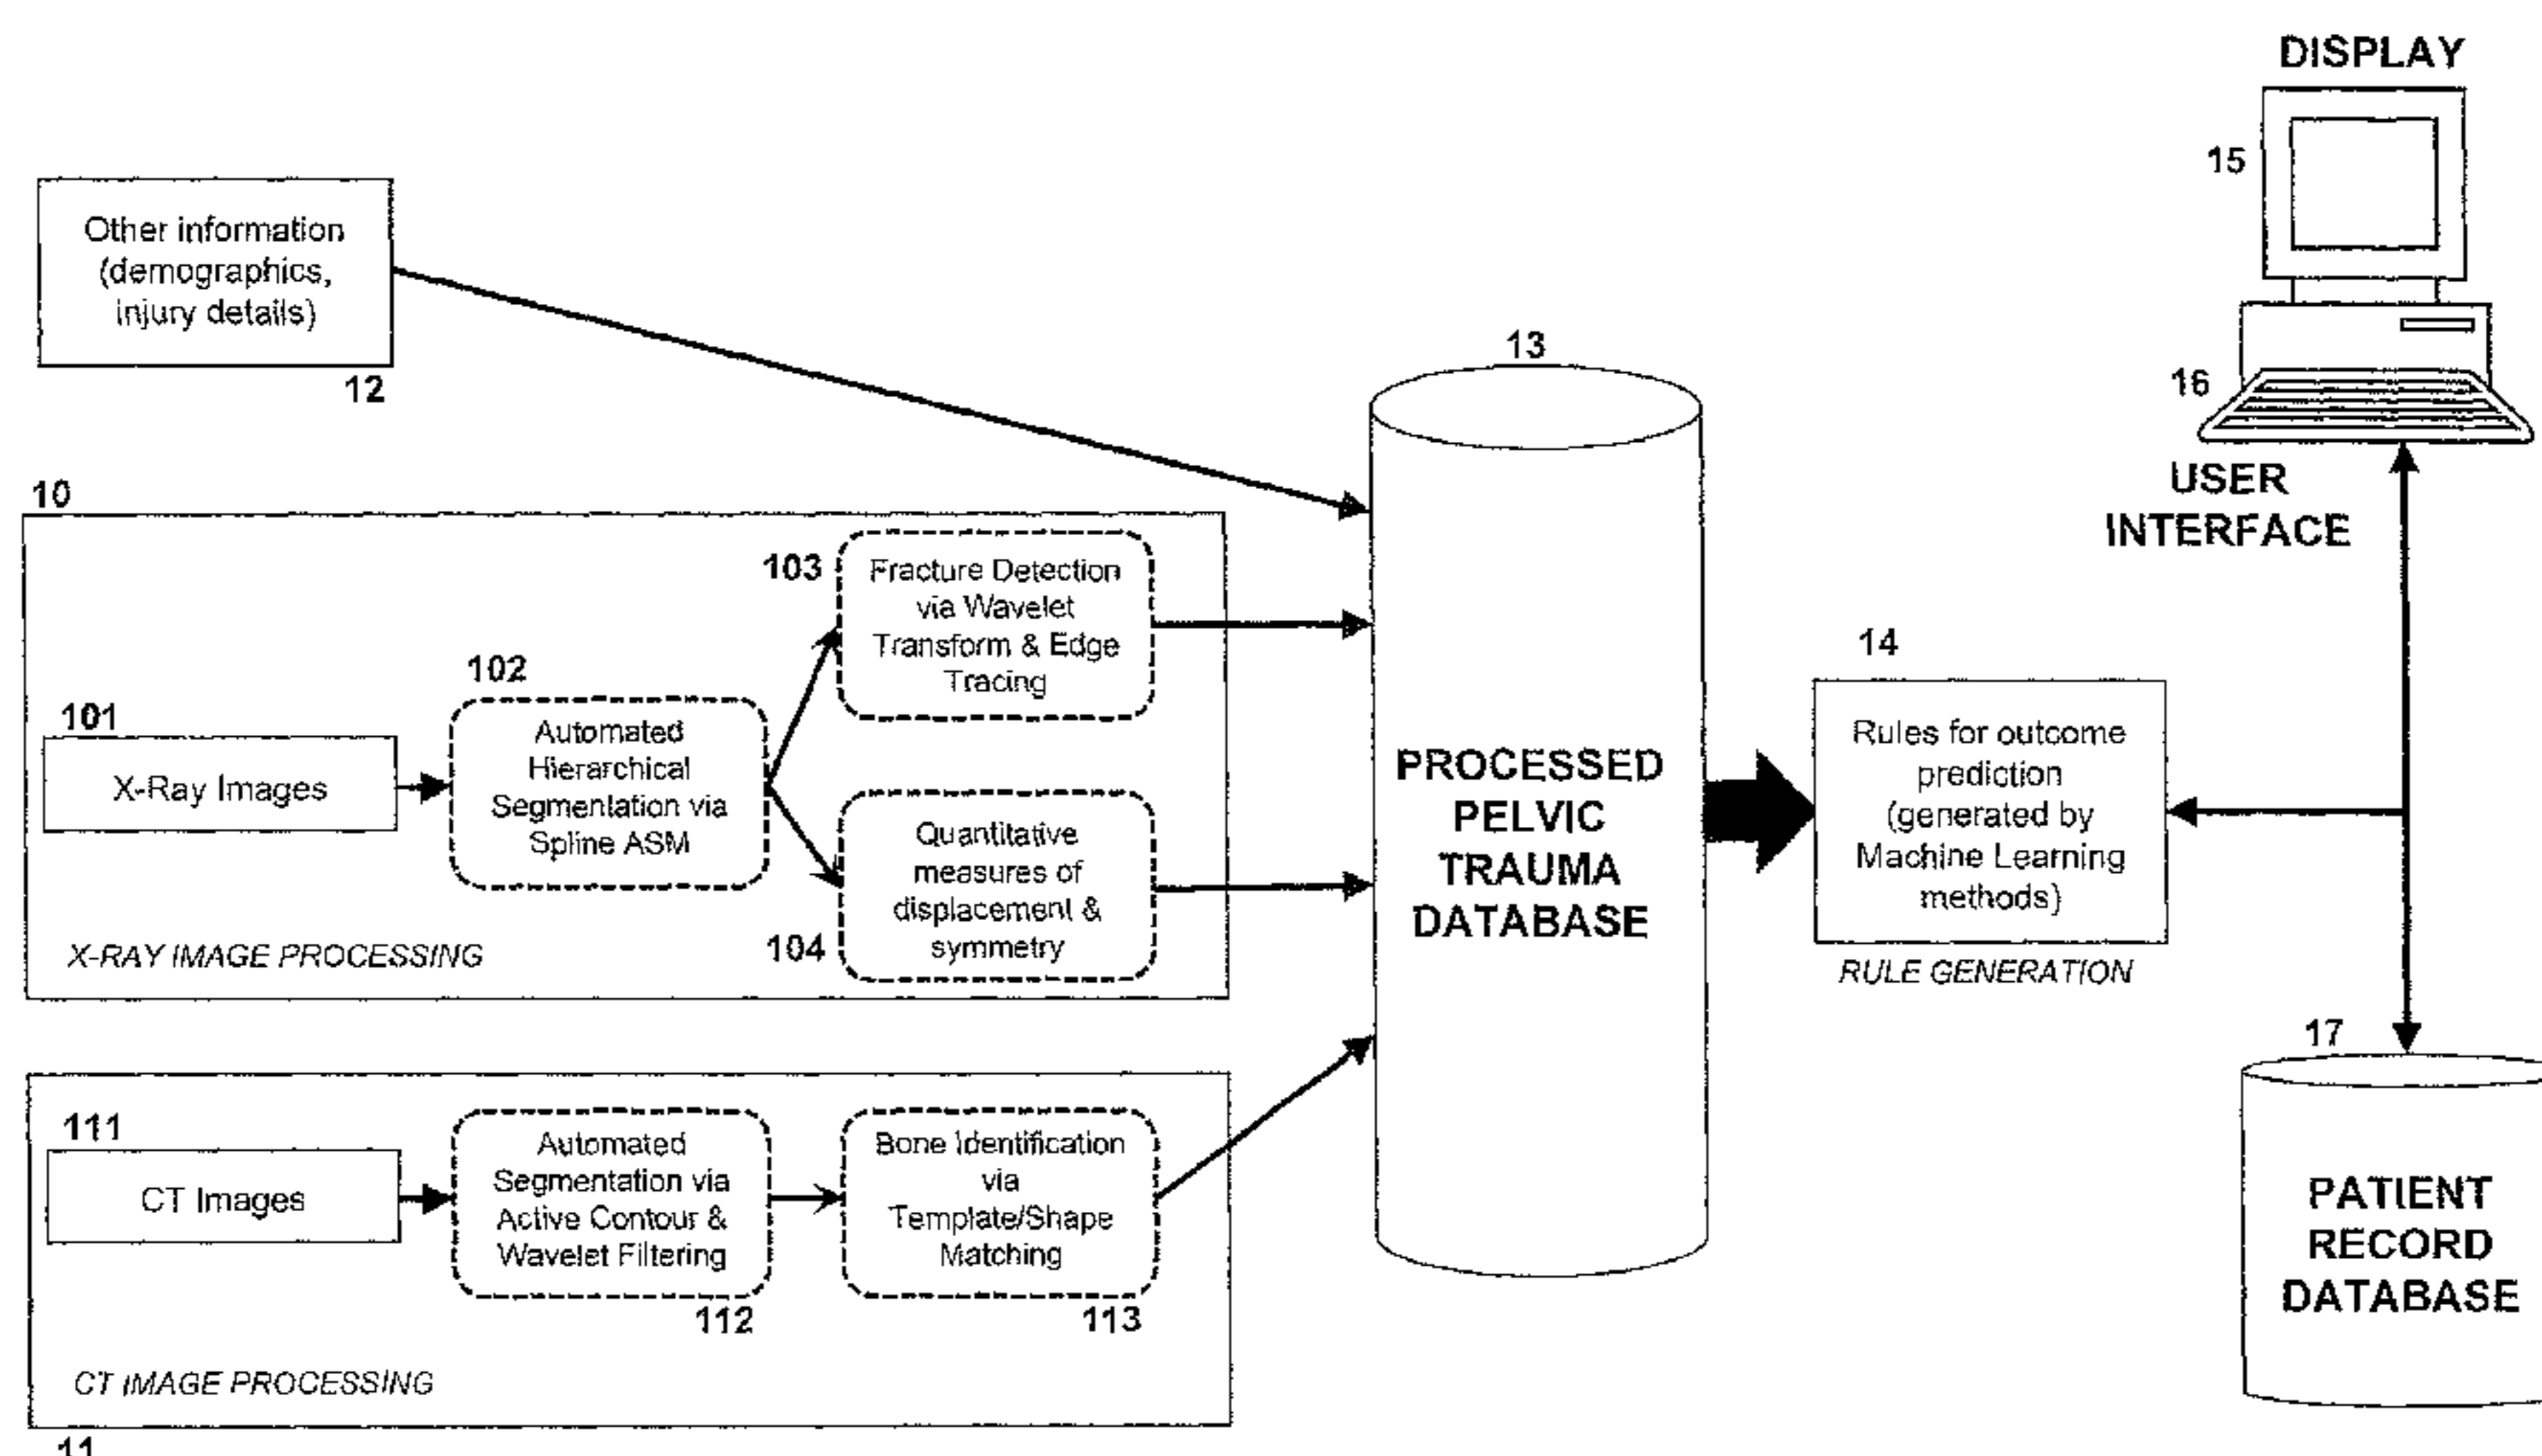 DISPLAY
15
Other information
(demographics,
injury details)
12
13
16
USER
INTERFACE
10
103
Fracture Detection
via Wavelet
Transform & Edge
Tracing
102
Automated
Hierarchical
Segmentation via
Spline ASM
101
X-Ray Images
104
Quantitative
measures of
displacement &
symmetry
X-RAY IMAGE PROCESSING
PROCESSED
PELVIC
TRAUMA
DATABASE
14
Rules for outcome
prediction
(generated by
Machine Learning
methods)
RULE GENERATION
17
PATIENT
RECORD
DATABASE
111
CT Images
Automated
Segmentation via
Active Contour &
Wavelet Filtering
112
Bone Identification
via
Template/Shape
Matching
113
CT IMAGE PROCESSING
11